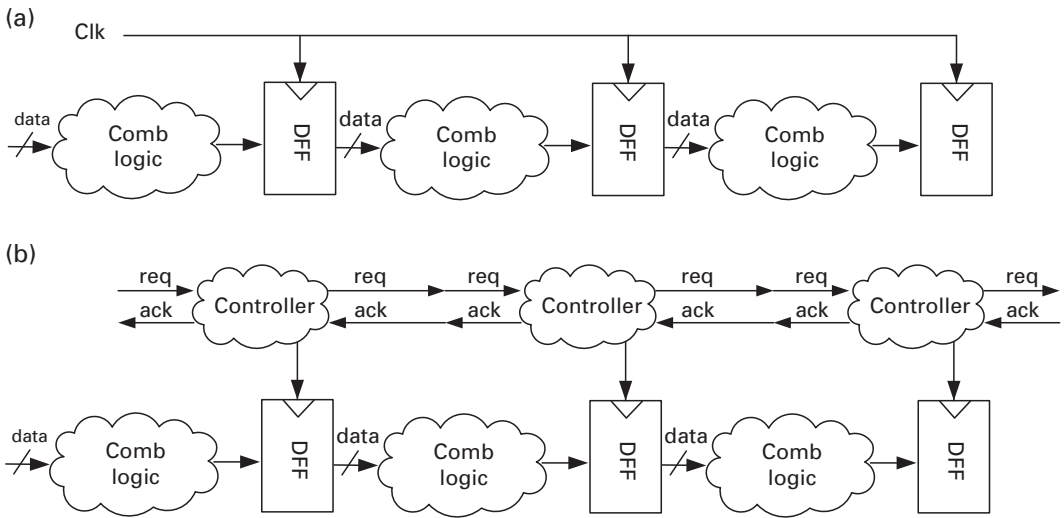 (a)
Clk
data
Comb
logic
DFF
data
Comb
logic
DFF
data
Comb
logic
DFF
(b)
req
ack
Controller
req
ack
req
ack
Controller
req
ack
req
ack
Controller
req
ack
data
Comb
logic
DFF
data
Comb
logic
DFF
data
Comb
logic
DFF